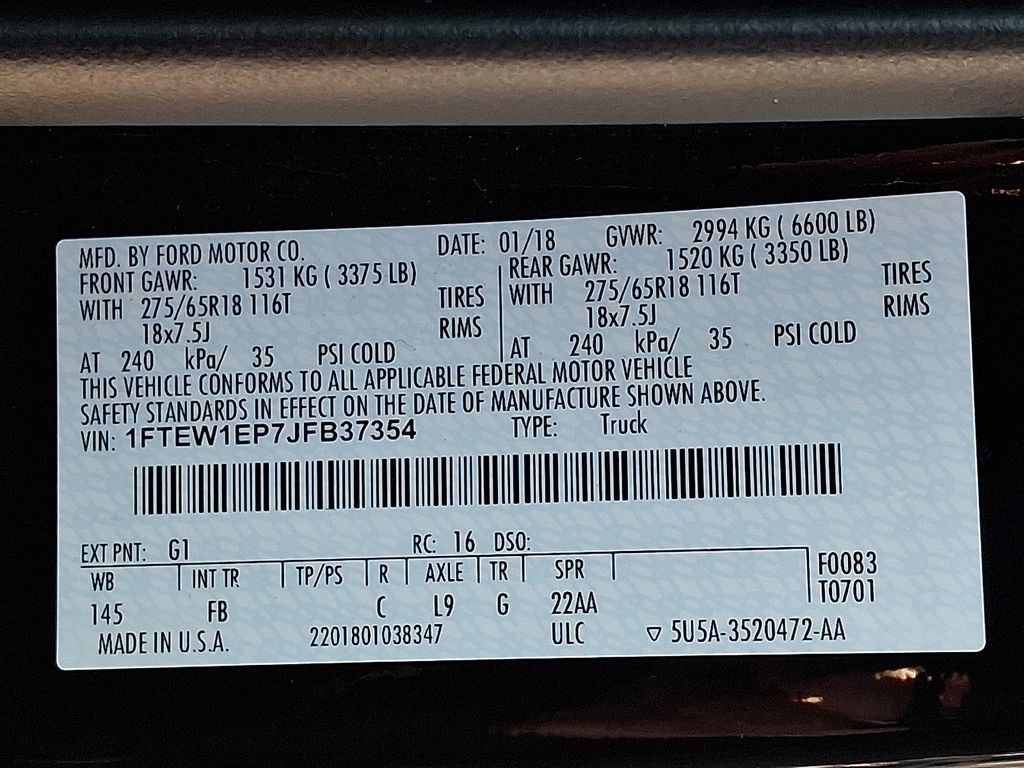 MFD. BY FORD MOTOR CO. DATE: 01/18 GVWR: 2994 KG ( 6600 LB)
FRONT GAWR: 1531 KG ( 3375 LB) REAR GAWR: 1520 KG ( 3350 LB)
WITH 275/65R18 116T TIRES WITH 275/65R18 116T TIRES
18x7.5J RIMS 18x7.5J RIMS
AT 240 kPa/ 35 PSI COLD AT 240 kPa/ 35 PSI COLD
THIS VEHICLE CONFORMS TO ALL APPLICABLE FEDERAL MOTOR VEHICLE
SAFETY STANDARDS IN EFFECT ON THE DATE OF MANUFACTURE SHOWN ABOVE.
VIN: 1FTEW1EP7JFB37354 TYPE: Truck
EXT PNT: G1 RC: 16 DSO:
WB INT TR TP/PS R AXLE TR SPR F0083
145 FB C L9 G 22AA T0701
MADE IN U.S.A. 2201801038347 ULC ▽ 5U5A-3520472-AA